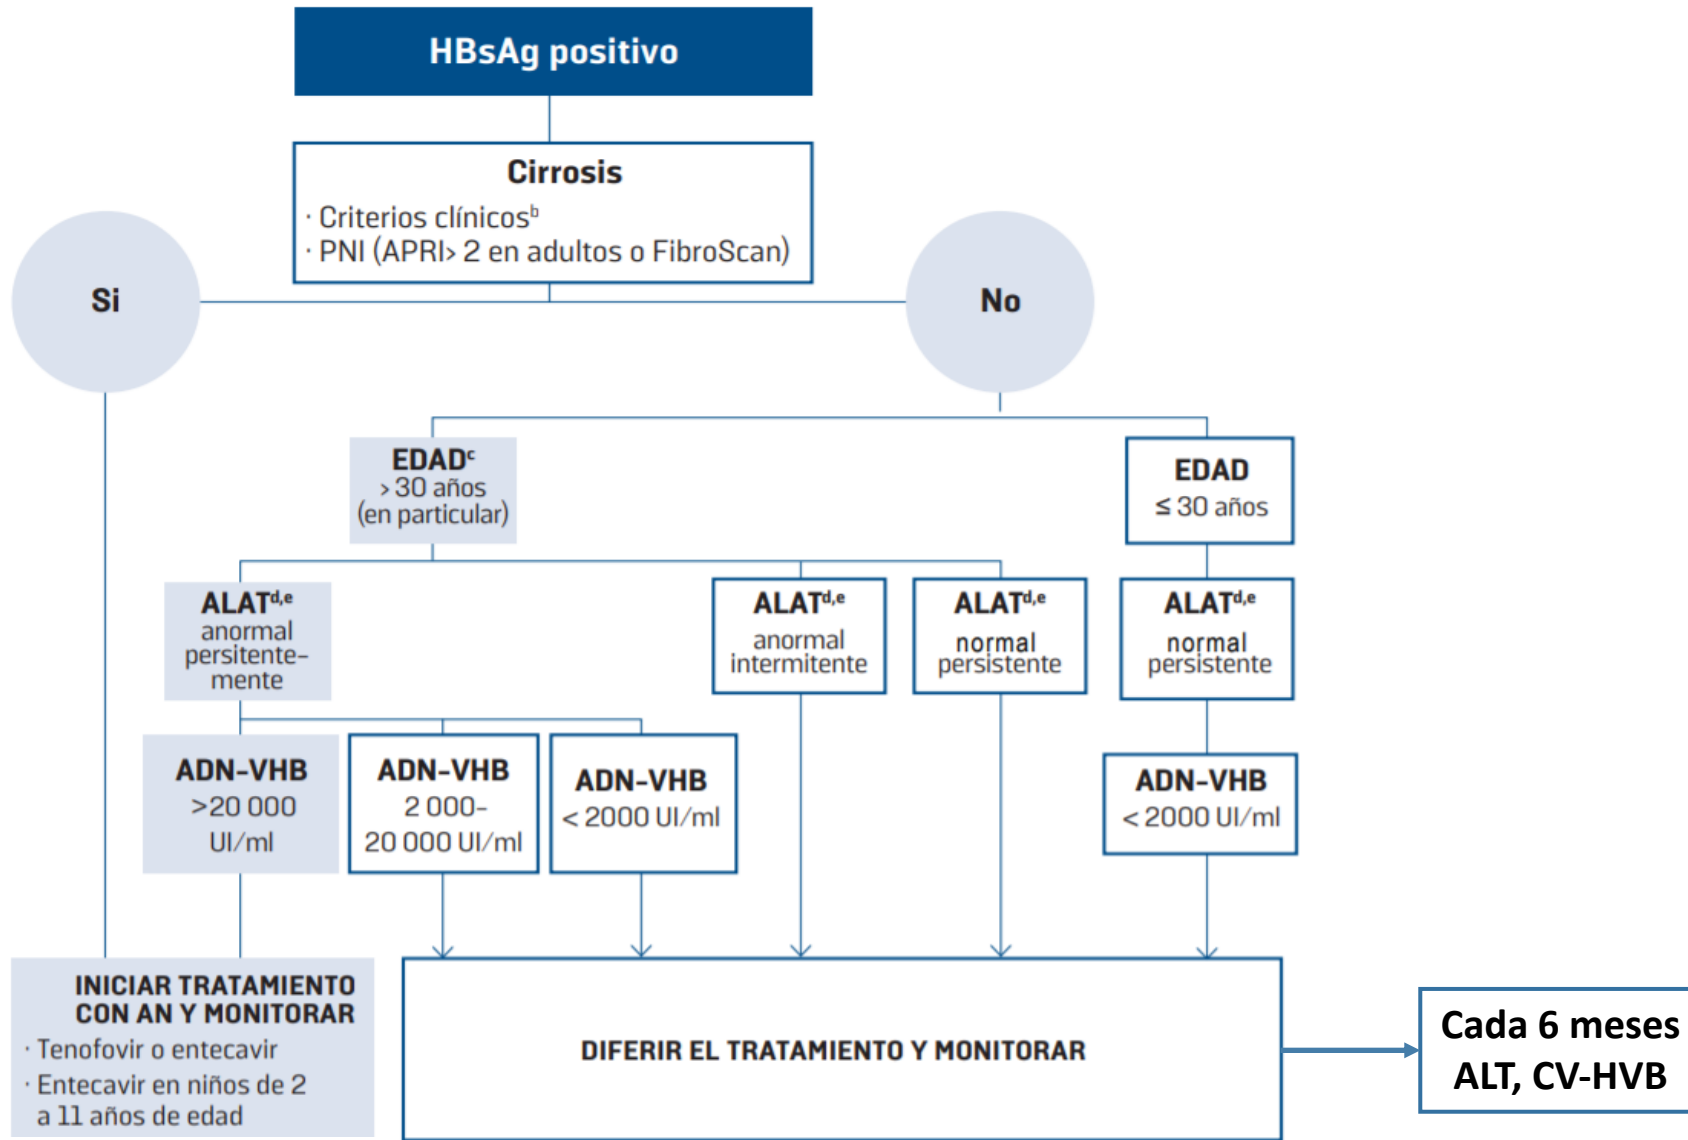 HBsAg positivo
Cirrosis
· Criterios clínicosᵇ
· PNI (APRI> 2 en adultos o FibroScan)
Si
No
EDADᶜ
> 30 años
(en particular)
EDAD
≤ 30 años
ALATᵈ,ᵉ
anormal
persitente-
mente
ALATᵈ,ᵉ
anormal
intermitente
ALATᵈ,ᵉ
normal
persistente
ALATᵈ,ᵉ
normal
persistente
ADN-VHB
>20 000
UI/ml
ADN-VHB
2 000-
20 000 UI/ml
ADN-VHB
< 2000 UI/ml
ADN-VHB
< 2000 UI/ml
INICIAR TRATAMIENTO
CON AN Y MONITORAR
· Tenofovir o entecavir
· Entecavir en niños de 2
a 11 años de edad
DIFERIR EL TRATAMIENTO Y MONITORAR
Cada 6 meses
ALT, CV-HVB